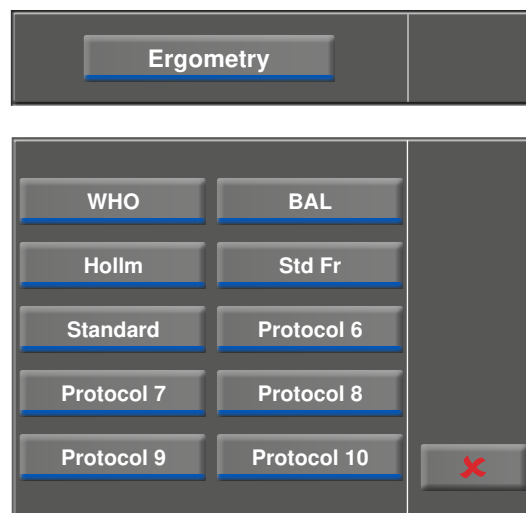 Ergometry
WHO BAL
Hollm Std Fr
Standard Protocol 6
Protocol 7 Protocol 8
Protocol 9 Protocol 10